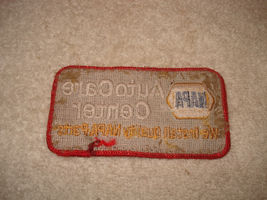 AutoCare
Center
NAPA
We Install Quality NAPA Parts